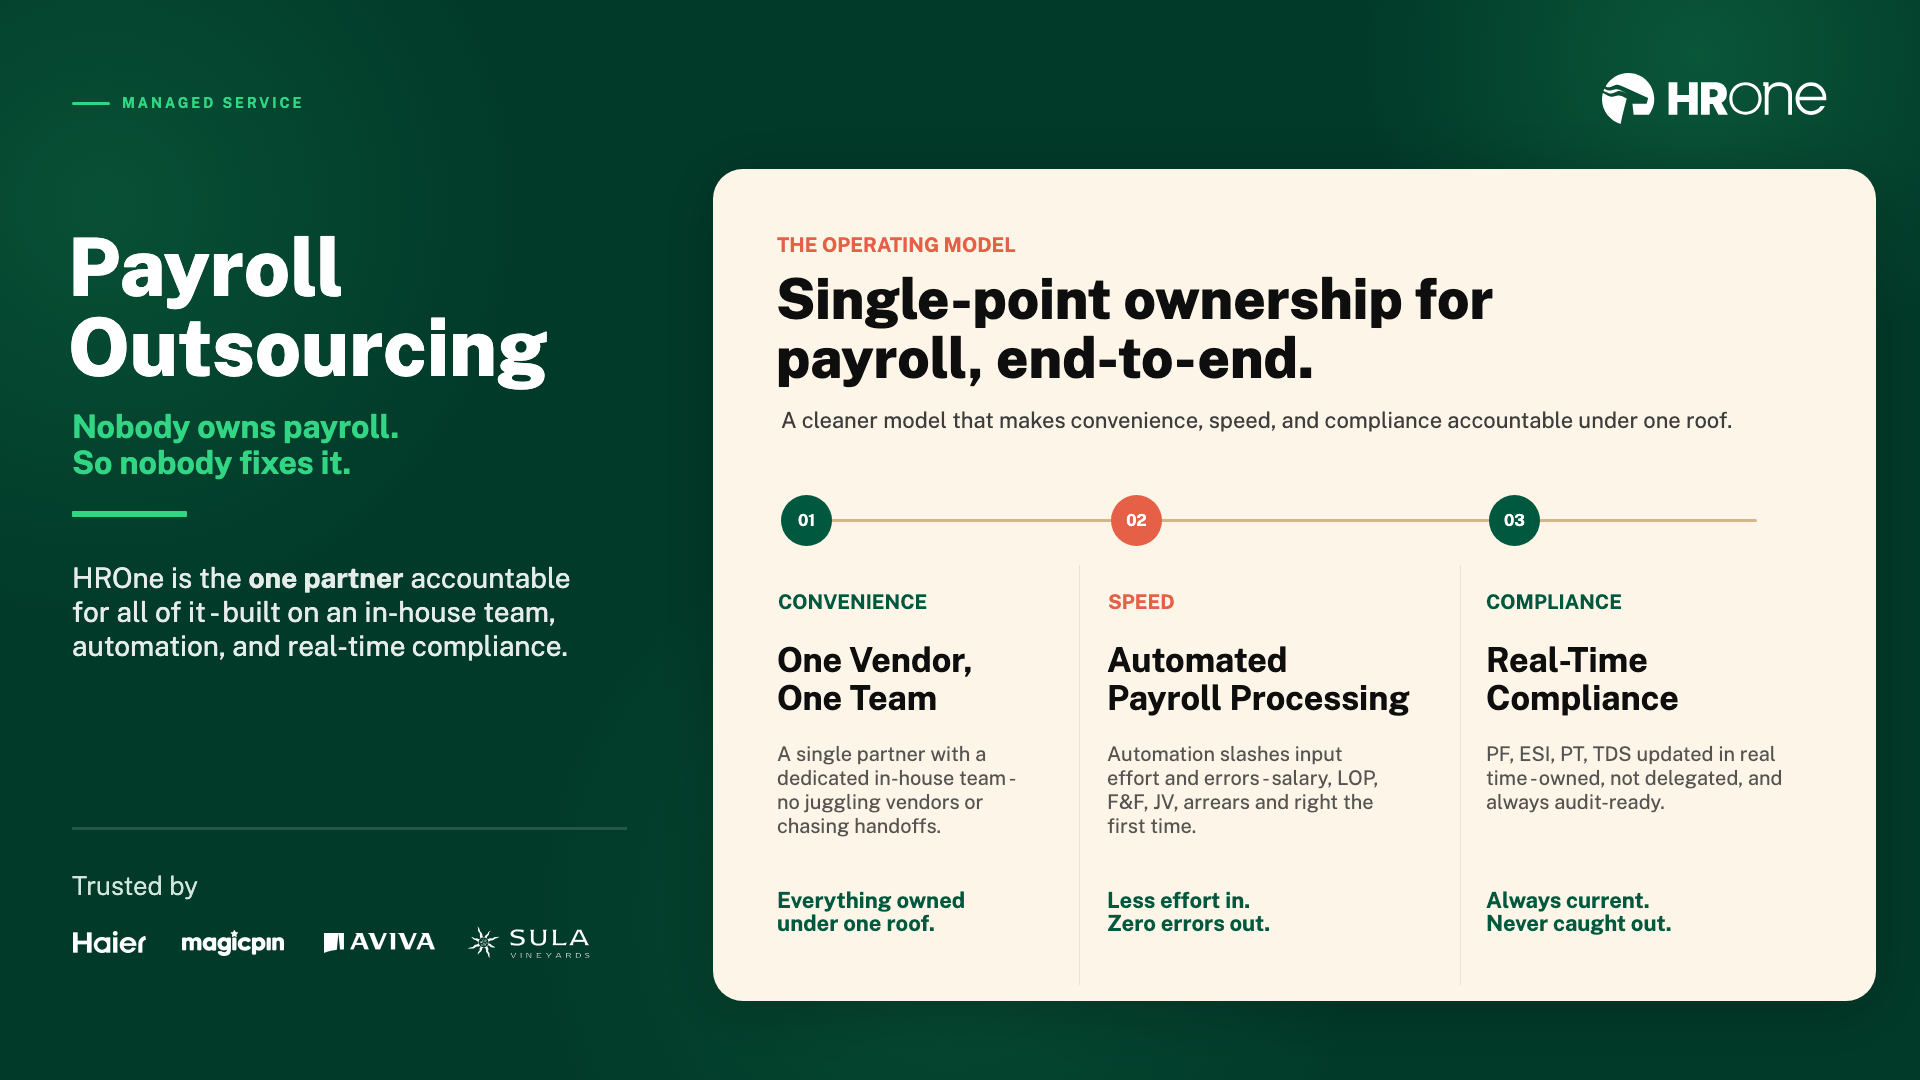 MANAGED SERVICE
HRone
Payroll
Outsourcing
Nobody owns payroll.
So nobody fixes it.
HROne is the one partner accountable
for all of it - built on an in-house team,
automation, and real-time compliance.
Trusted by
Haier
magicpin
AVIVA
SULA
VINEYARDS
THE OPERATING MODEL
Single-point ownership for
payroll, end-to-end.
A cleaner model that makes convenience, speed, and compliance accountable under one roof.
01
02
03
CONVENIENCE
One Vendor,
One Team
A single partner with a
dedicated in-house team -
no juggling vendors or
chasing handoffs.
Everything owned
under one roof.
SPEED
Automated
Payroll Processing
Automation slashes input
effort and errors - salary, LOP,
F&F, JV, arrears and right the
first time.
Less effort in.
Zero errors out.
COMPLIANCE
Real-Time
Compliance
PF, ESI, PT, TDS updated in real
time - owned, not delegated, and
always audit-ready.
Always current.
Never caught out.